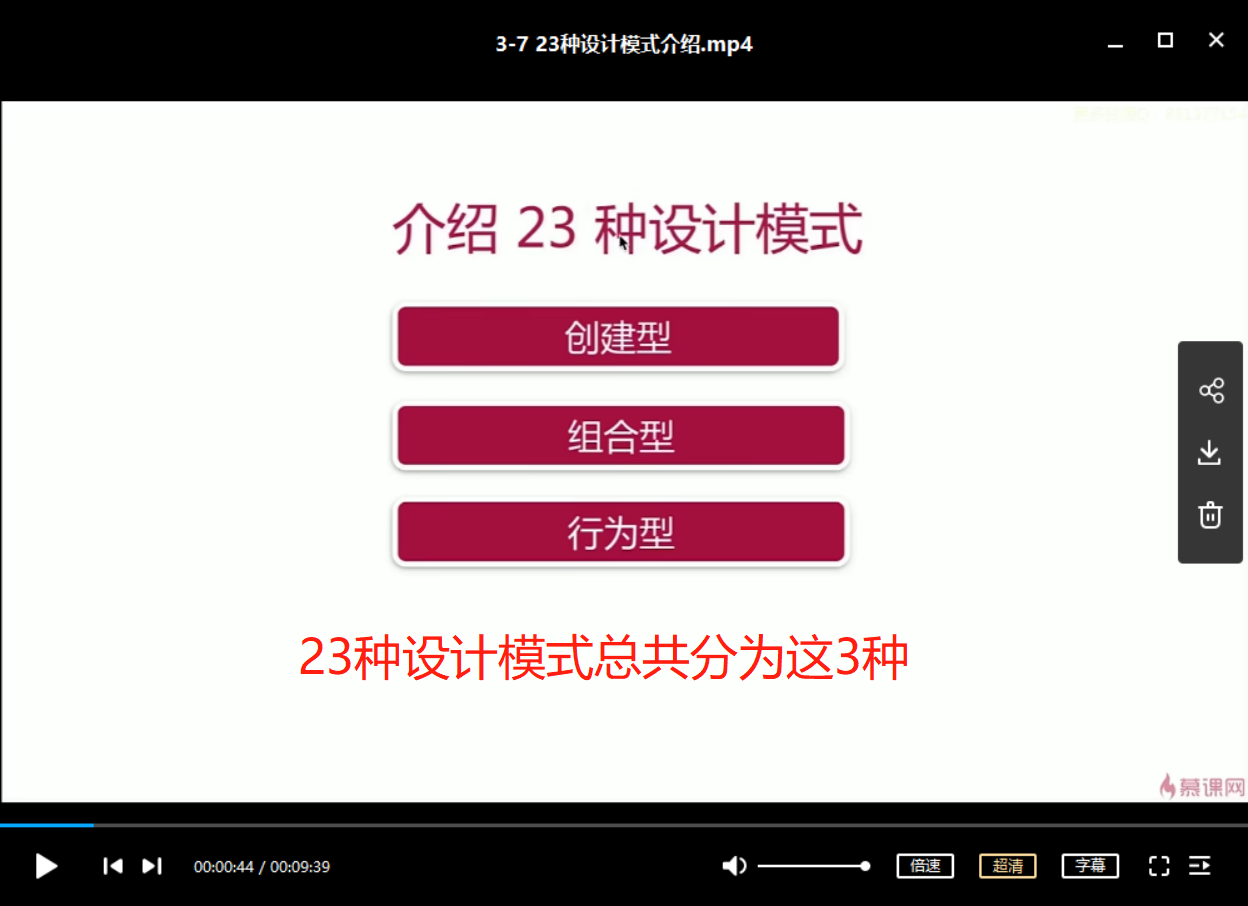 3-7 23种设计模式介绍.mp4
介绍 23 种设计模式
创建型
组合型
行为型
23种设计模式总共分为这3种
慕课网
00:00:44 / 00:09:39
倍速
超清
字幕